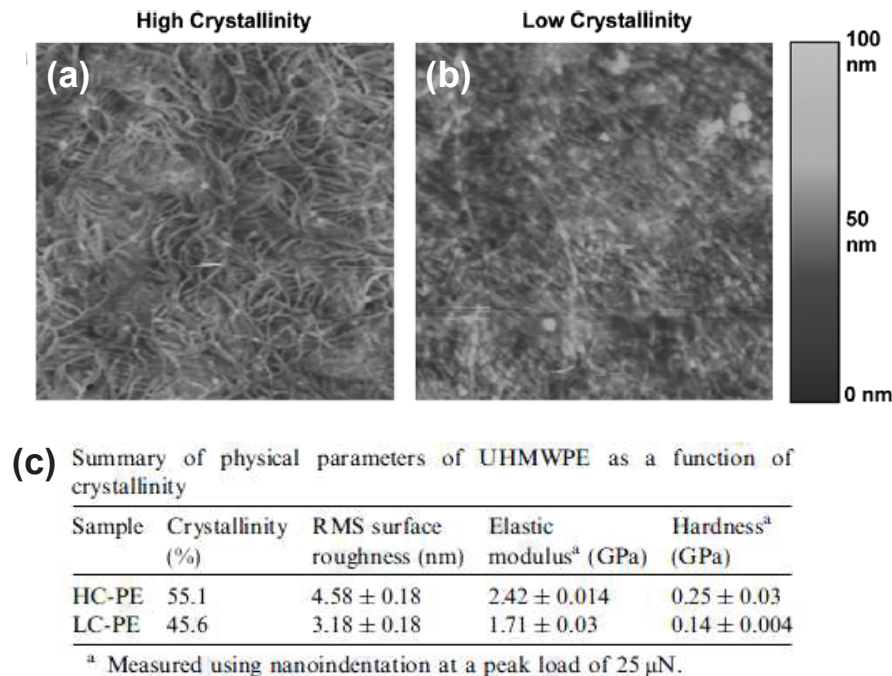 High Crystallinity
Low Crystallinity
(a)
(b)
100 nm
50 nm
0 nm
(c) Summary of physical parameters of UHMWPE as a function of
crystallinity
Sample Crystallinity (%) RMS surface roughness (nm) Elastic modulusᵃ (GPa) Hardnessᵃ (GPa)
HC-PE 55.1 4.58 ± 0.18 2.42 ± 0.014 0.25 ± 0.03
LC-PE 45.6 3.18 ± 0.18 1.71 ± 0.03 0.14 ± 0.004
ᵃ Measured using nanoindentation at a peak load of 25 μN.